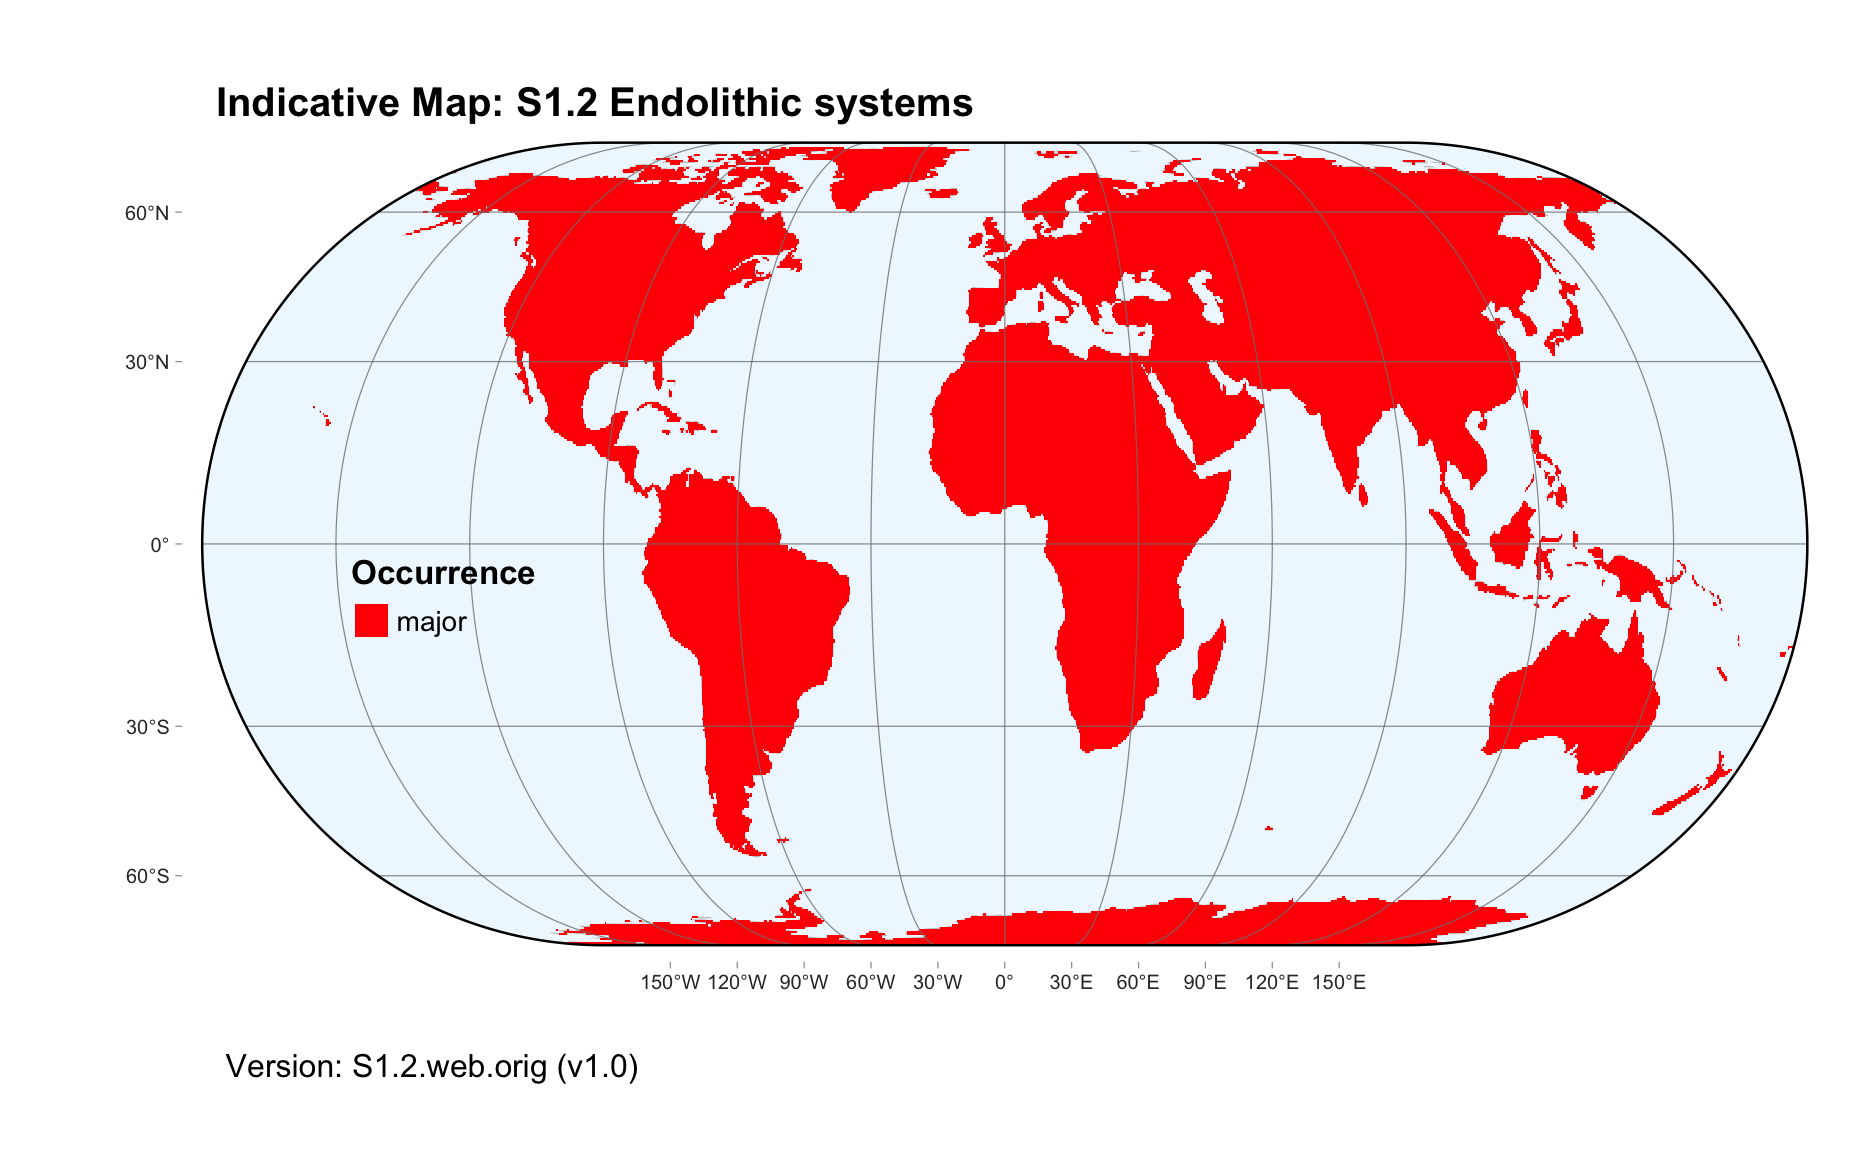 Indicative Map: S1.2 Endolithic systems
60°N
30°N
0°
30°S
60°S
Occurrence
major
150°W 120°W 90°W 60°W 30°W 0° 30°E 60°E 90°E 120°E 150°E
Version: S1.2.web.orig (v1.0)